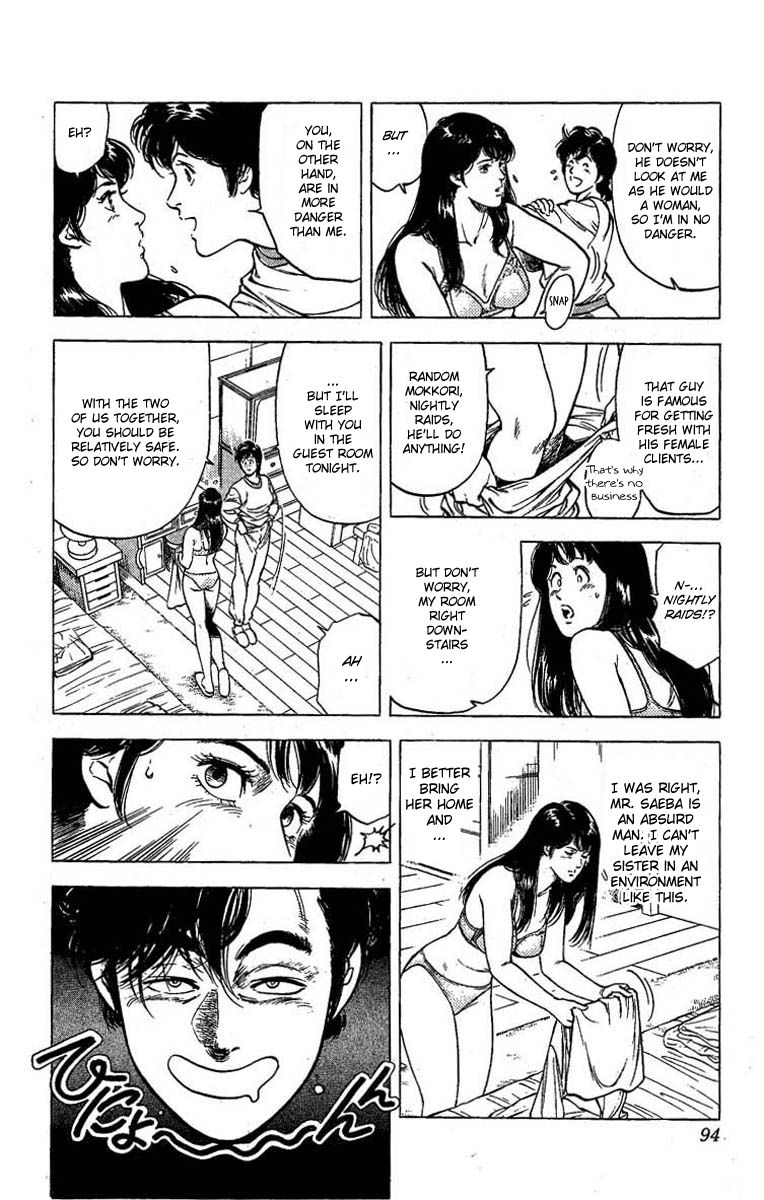 DON'T WORRY,
HE DOESN'T
LOOK AT ME
AS HE WOULD
A WOMAN,
SO I'M IN NO
DANGER.
BUT
...
SNAP
YOU,
ON THE
OTHER
HAND,
ARE IN
MORE
DANGER
THAN ME.
EH?
THAT GUY
IS FAMOUS
FOR GETTING
FRESH WITH
HIS FEMALE
CLIENTS...
That's why
there's no
Business
RANDOM
MOKKORI,
NIGHTLY
RAIDS,
HE'LL DO
ANYTHING!
N-...
NIGHTLY
RAIDS!?
BUT DON'T
WORRY,
MY ROOM
RIGHT
DOWN-
STAIRS
...
...
BUT I'LL
SLEEP
WITH YOU
IN THE
GUEST ROOM
TONIGHT.
WITH THE TWO
OF US TOGETHER,
YOU SHOULD BE
RELATIVELY SAFE.
SO DON'T WORRY.
AH
...
I WAS RIGHT,
MR. SAEBA IS
AN ABSURD
MAN. I CAN'T
LEAVE MY
SISTER IN AN
ENVIRONMENT
LIKE THIS.
I BETTER
BRING
HER HOME
AND
...
EH!?
ひにょ〜〜んん
94